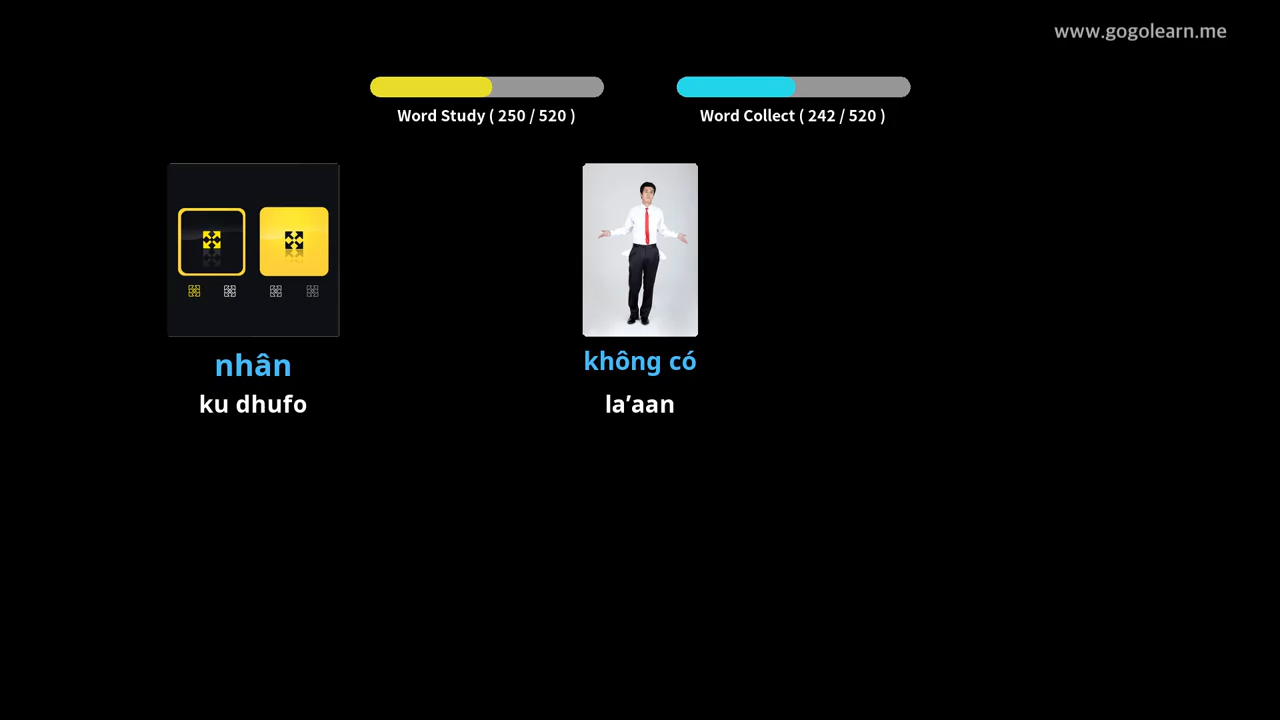 www.gogolearn.me
Word Study ( 250 / 520 )
Word Collect ( 242 / 520 )
nhân
ku dhufo
không có
la’aan